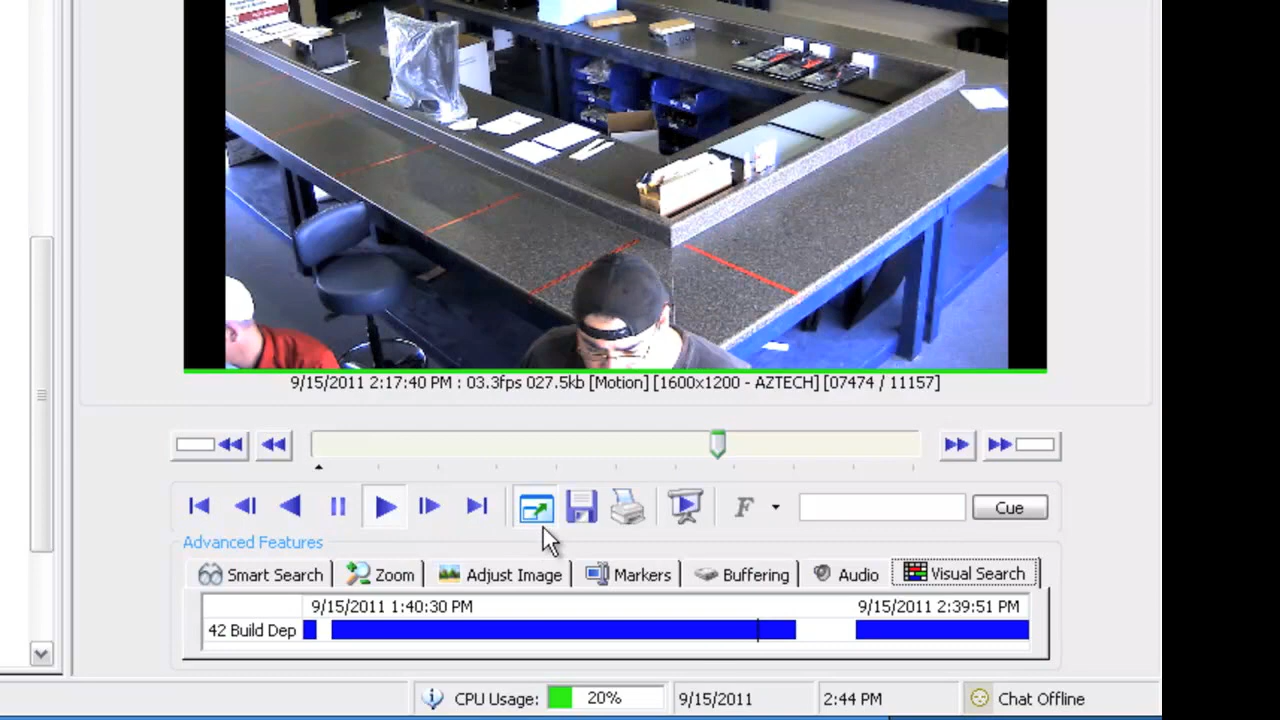 9/15/2011 2:17:40 PM : 03.3fps 027.5kb [Motion] [1600x1200 - AZTECH] [07474 / 11157]
F Cue
Advanced Features
Smart Search Zoom Adjust Image Markers Buffering Audio Visual Search
9/15/2011 1:40:30 PM 9/15/2011 2:39:51 PM
42 Build Dep
CPU Usage: 20% 9/15/2011 2:44 PM Chat Offline